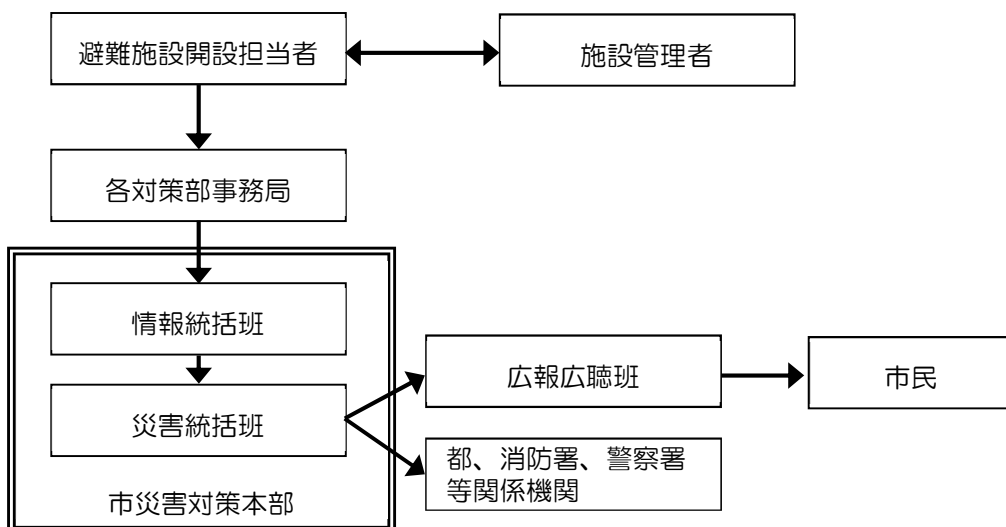 避難施設開設担当者
施設管理者
各対策部事務局
情報統括班
災害統括班
市災害対策本部
広報広聴班
市民
都、消防署、警察署
等関係機関